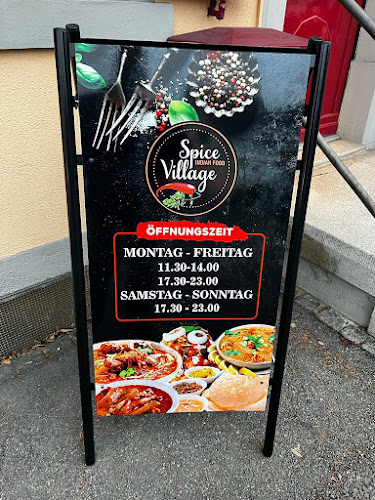 Spice
INDIAN FOOD
Village
ÖFFNUNGSZEIT
MONTAG - FREITAG
11.30-14.00
17.30-23.00
SAMSTAG - SONNTAG
17.30 - 23.00